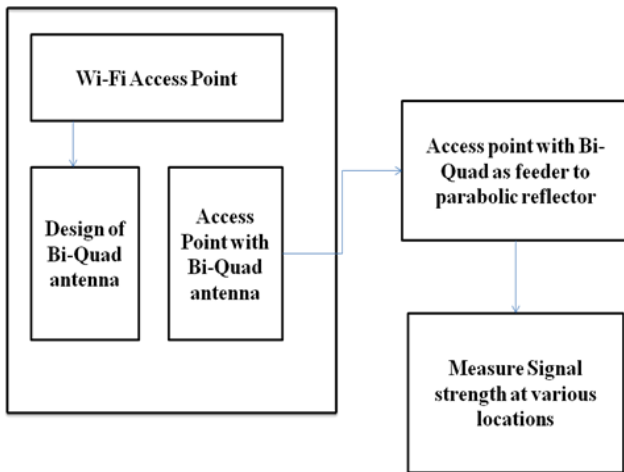 Wi-Fi Access Point
Design of
Bi-Quad
antenna
Access
Point with
Bi-Quad
antenna
Access point with Bi-
Quad as feeder to
parabolic reflector
Measure Signal
strength at various
locations